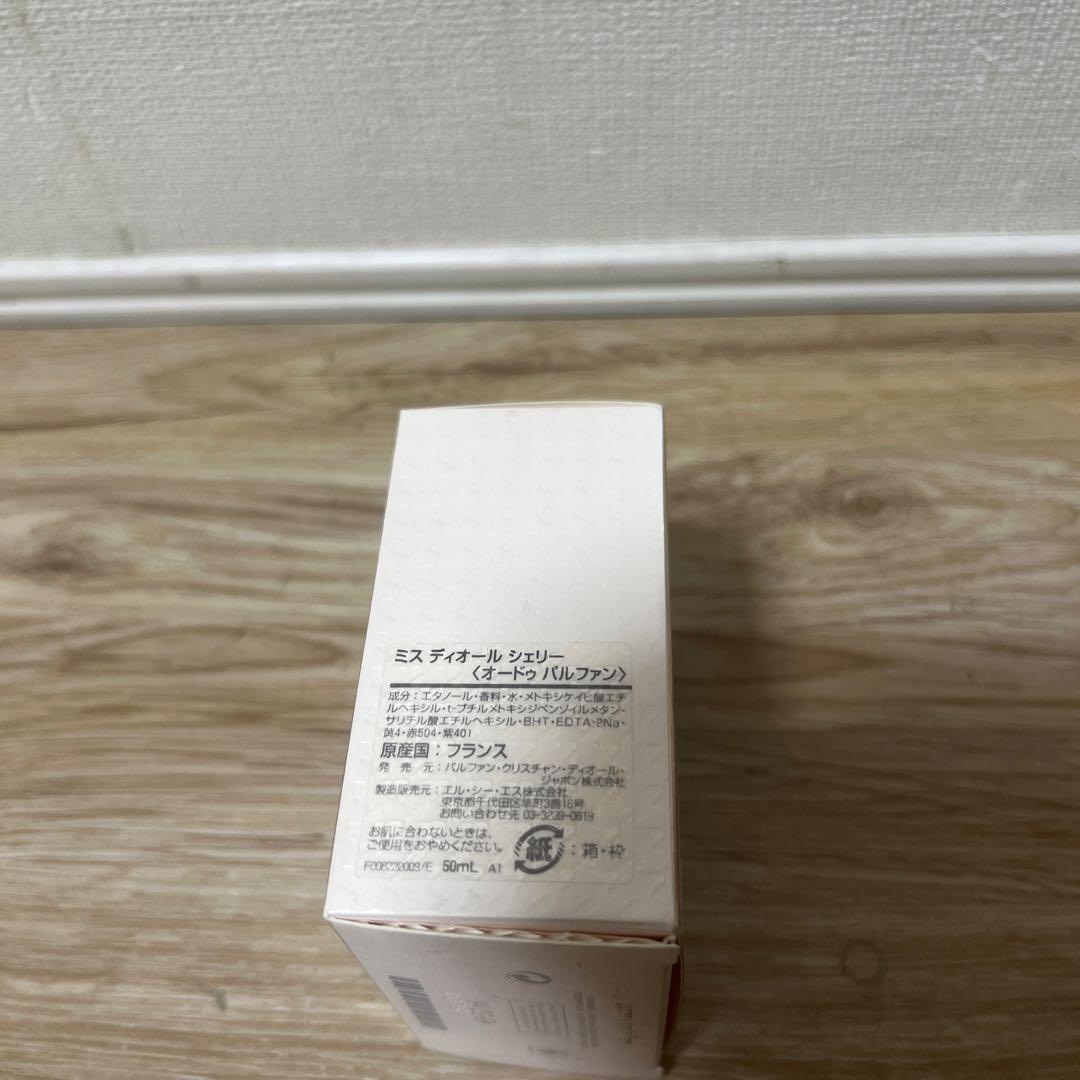 ミス ディオール シェリー
〈オードゥ パルファン〉
成分：エタノール・香料・水・メトキシケイヒ酸エチ
ルヘキシル・t-ブチルメトキシジベンゾイルメタン・
サリチル酸エチルヘキシル・BHT・EDTA-2Na・
黄4・赤504・紫401
原産国：フランス
発 売 元：パルファン・クリスチャン・ディオール・
ジャポン株式会社
製造販売元：エル・シー・エス株式会社
東京都千代田区平町3番16号
お問い合わせ先 03-3239-0618
お肌に合わないときは、
ご使用をおやめください。
紙：箱・枠
F006232009/E 50mL A1